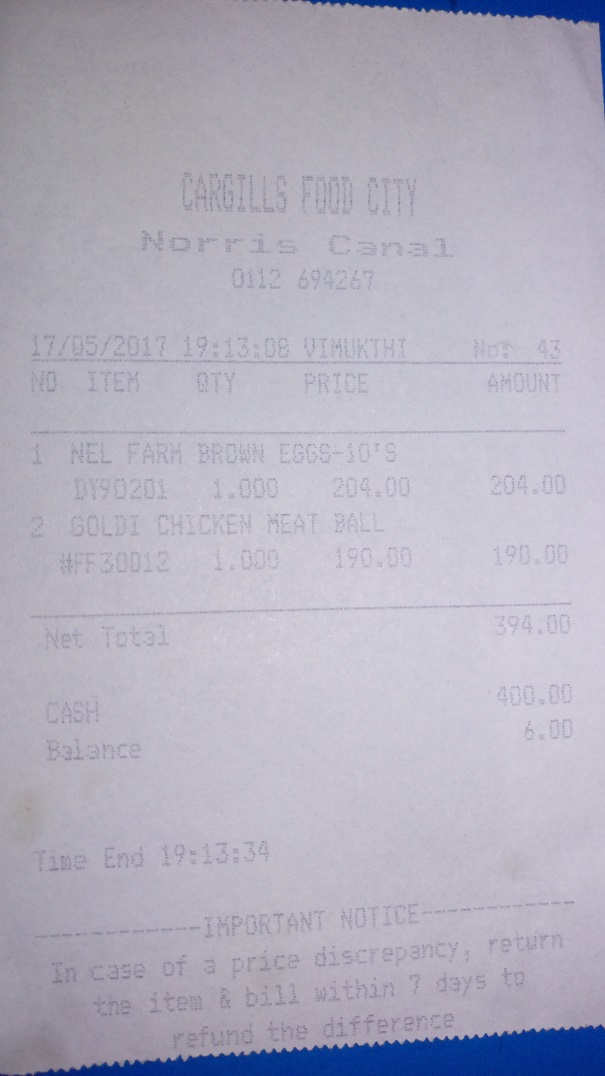 CARGILLS FOOD CITY
Norris Canal
0112 694267
17/05/2017 19:13:08 VIMUKTHI No: 43
NO ITEM QTY PRICE AMOUNT
1 NEL FARM BROWN EGGS-10'S
DY90201 1.000 204.00 204.00
2 GOLDI CHICKEN MEAT BALL
#FF30012 1.000 190.00 190.00
Net Total 394.00
CASH 400.00
Balance 6.00
Time End 19:13:34
------------IMPORTANT NOTICE------------
In case of a price discrepancy, return
the item & bill within 7 days to
refund the difference